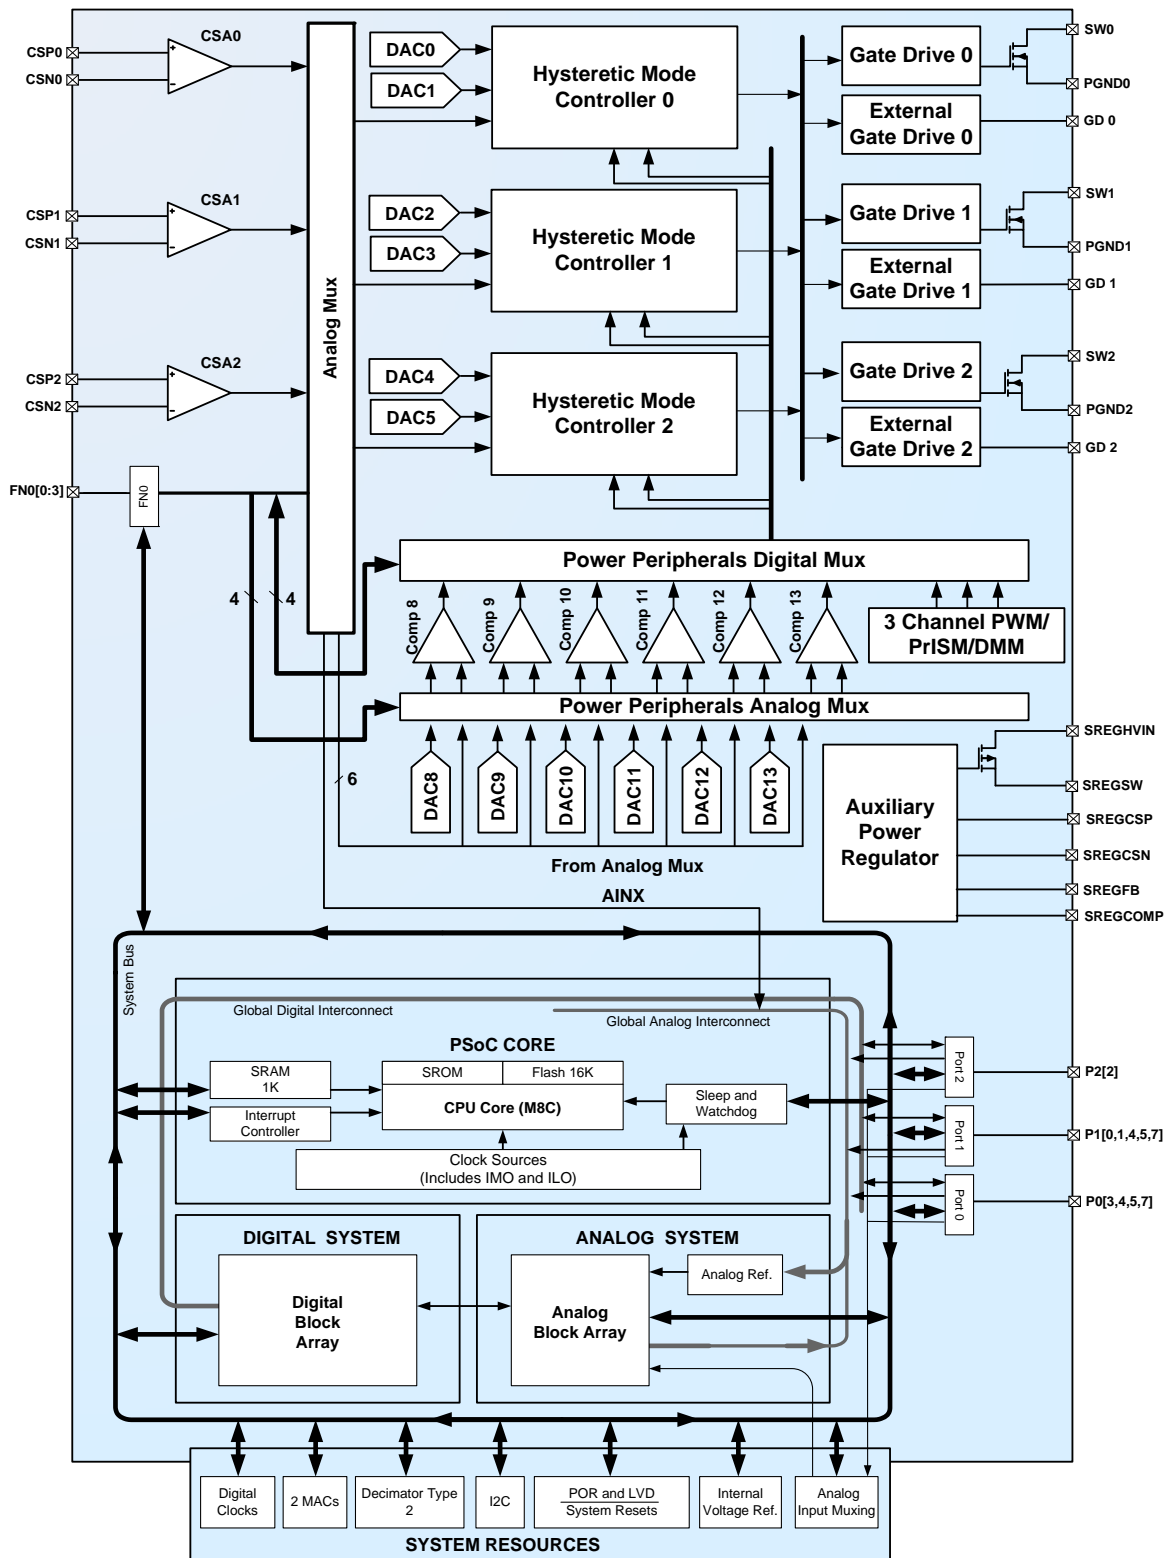 CSP0
CSN0
CSA0
CSP1
CSN1
CSA1
CSP2
CSN2
CSA2
FN0[0:3]
FN0
Analog Mux
DAC0
DAC1
Hysteretic Mode
Controller 0
DAC2
DAC3
Hysteretic Mode
Controller 1
DAC4
DAC5
Hysteretic Mode
Controller 2
Gate Drive 0
External
Gate Drive 0
Gate Drive 1
External
Gate Drive 1
Gate Drive 2
External
Gate Drive 2
SW0
PGND0
GD 0
SW1
PGND1
GD 1
SW2
PGND2
GD 2
4
4
6
Power Peripherals Digital Mux
Comp 8
Comp 9
Comp 10
Comp 11
Comp 12
Comp 13
3 Channel PWM/
PrISM/DMM
Power Peripherals Analog Mux
DAC8
DAC9
DAC10
DAC11
DAC12
DAC13
From Analog Mux
AINX
Auxiliary
Power
Regulator
SREGHVIN
SREGSW
SREGCSP
SREGCSN
SREGFB
SREGCOMP
System Bus
Global Digital Interconnect
Global Analog Interconnect
PSoC CORE
SRAM
1K
SROM
Flash 16K
CPU Core (M8C)
Interrupt
Controller
Sleep and
Watchdog
Clock Sources
(Includes IMO and ILO)
Port 2
Port 1
Port 0
P2[2]
P1[0,1,4,5,7]
P0[3,4,5,7]
DIGITAL SYSTEM
Digital
Block
Array
ANALOG SYSTEM
Analog
Block Array
Analog Ref.
Digital
Clocks
2 MACs
Decimator Type
2
I2C
POR and LVD
System Resets
Internal
Voltage Ref.
Analog
Input Muxing
SYSTEM RESOURCES